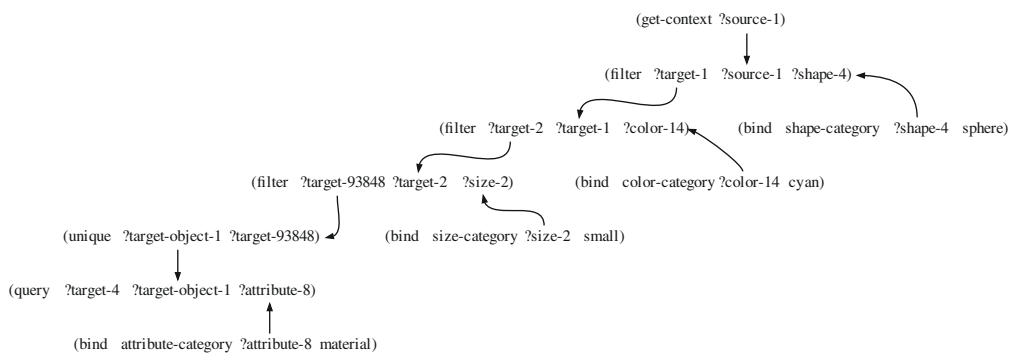 (get-context ?source-1)
(filter ?target-1 ?source-1 ?shape-4)
(filter ?target-2 ?target-1 ?color-14) (bind shape-category ?shape-4 sphere)
(filter ?target-93848 ?target-2 ?size-2) (bind color-category ?color-14 cyan)
(unique ?target-object-1 ?target-93848) (bind size-category ?size-2 small)
(query ?target-4 ?target-object-1 ?attribute-8)
(bind attribute-category ?attribute-8 material)